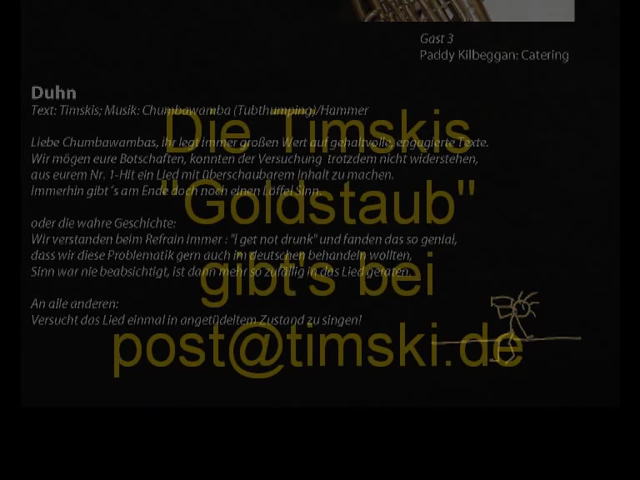 Gast 3
Paddy Kilbeggan: Catering
Duhn
Text: Timskis; Musik: Chumbawamba (Tubthumping)/Hammer
Liebe Chumbawambas, ihr legt immer großen Wert auf gehaltvolle, engagierte Texte.
Wir mögen eure Botschaften, konnten der Versuchung trotzdem nicht widerstehen,
aus eurem Nr. 1-Hit ein Lied mit überschaubarem Inhalt zu machen.
Immerhin gibt´s am Ende doch noch einen Löffel Sinn.
oder die wahre Geschichte:
Wir verstanden beim Refrain immer : "I get not drunk" und fanden das so genial,
dass wir diese Problematik gern auch im deutschen behandeln wollten,
Sinn war nie beabsichtigt, ist dann mehr so zufällig in das Lied geraten.
An alle anderen:
Versucht das Lied einmal in angetüdeltem Zustand zu singen!
Die Timskis
"Goldstaub"
gibt's bei
post@timski.de